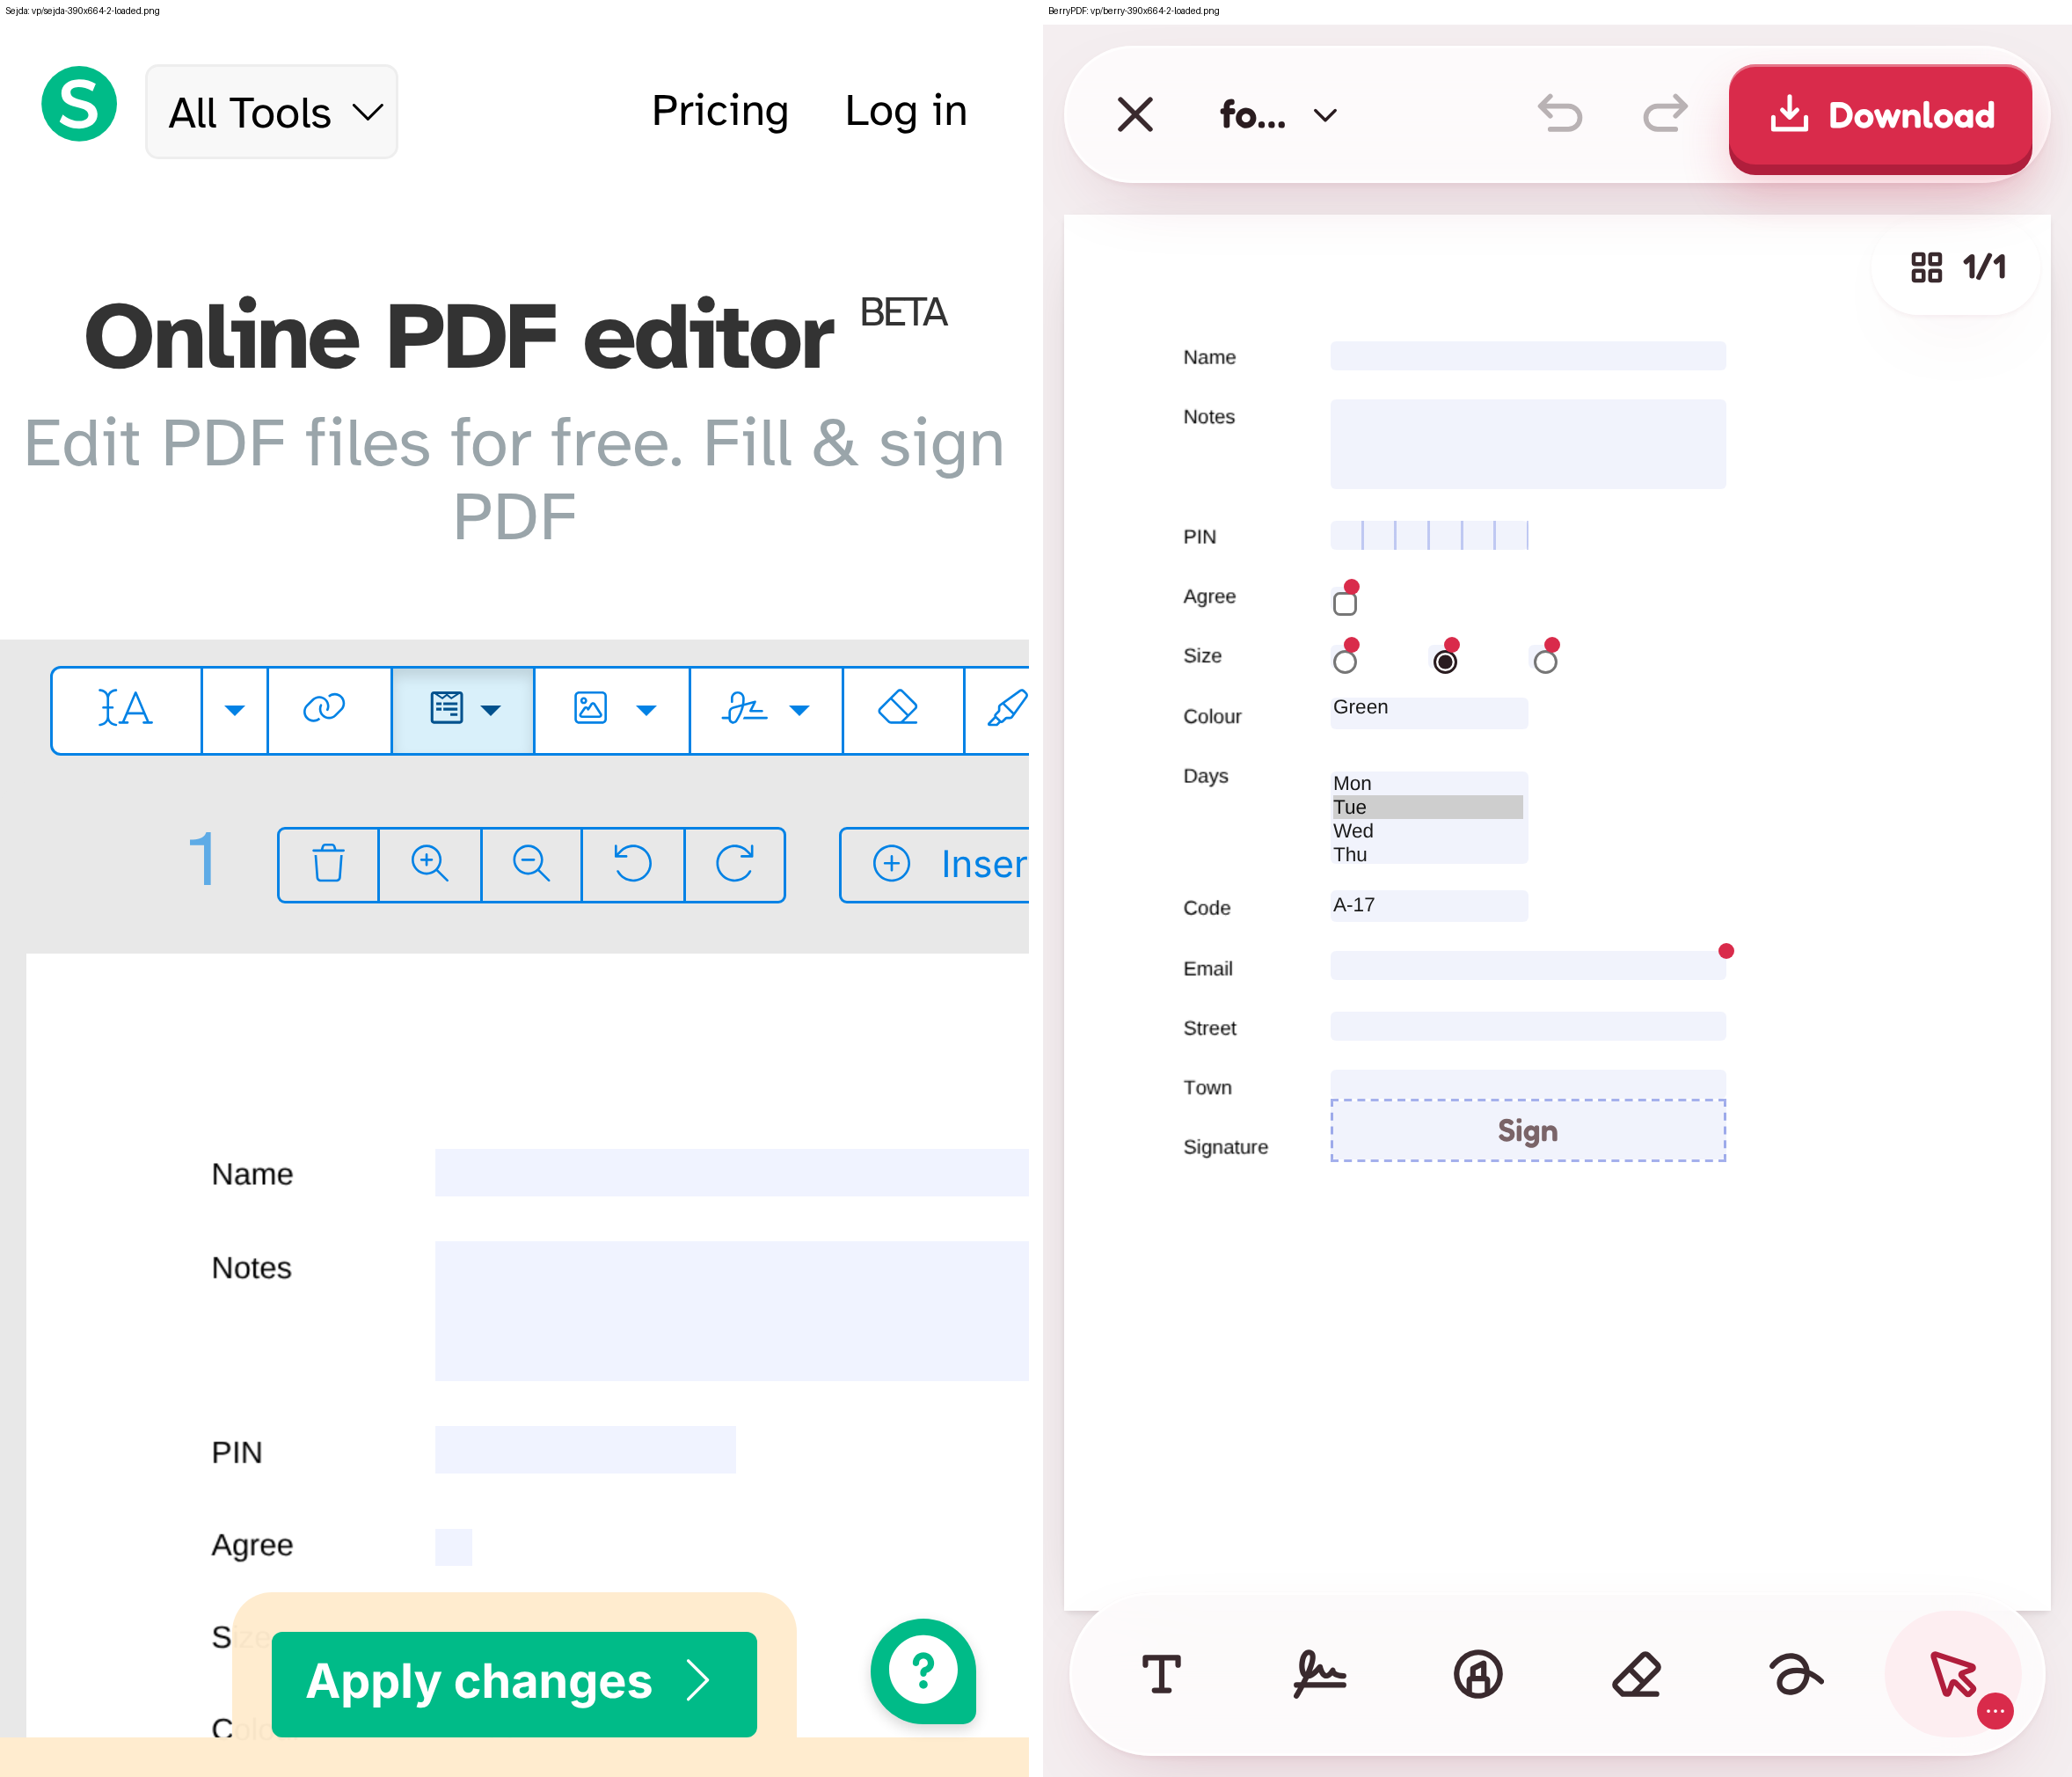 Sejda: vp/sejda-390x664-2-loaded.png
S
All Tools
Pricing
Log in
Online PDF editor BETA
Edit PDF files for free. Fill & sign
PDF
1
Inser
Name
Notes
PIN
Agree
Size
Apply changes
?
BerryPDF: vp/berry-390x664-2-loaded.png
fo...
Download
1/1
Name
Notes
PIN
Agree
Size
Colour
Green
Days
Mon
Tue
Wed
Thu
Code
A-17
Email
Street
Town
Signature
Sign
T